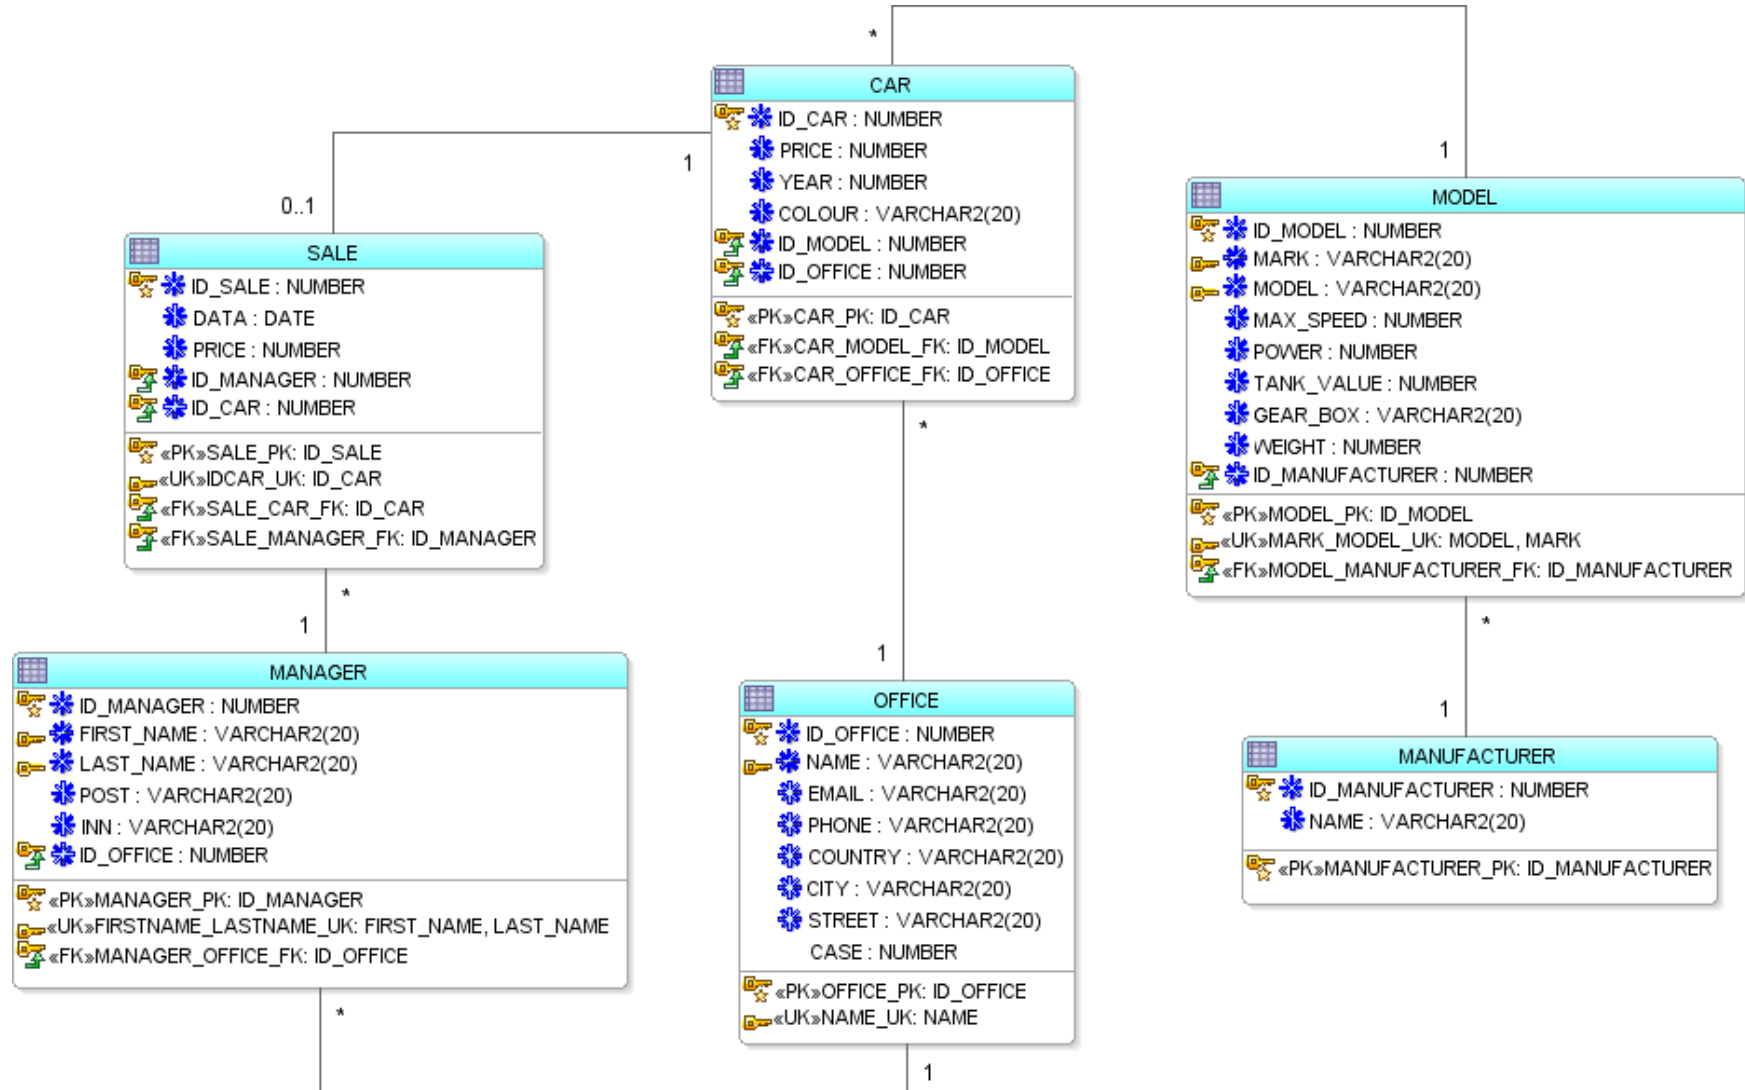 *
CAR
ID_CAR : NUMBER
PRICE : NUMBER
YEAR : NUMBER
COLOUR : VARCHAR2(20)
ID_MODEL : NUMBER
ID_OFFICE : NUMBER
«PK»CAR_PK: ID_CAR
«FK»CAR_MODEL_FK: ID_MODEL
«FK»CAR_OFFICE_FK: ID_OFFICE
1
0..1
*
1
SALE
ID_SALE : NUMBER
DATA : DATE
PRICE : NUMBER
ID_MANAGER : NUMBER
ID_CAR : NUMBER
«PK»SALE_PK: ID_SALE
«UK»IDCAR_UK: ID_CAR
«FK»SALE_CAR_FK: ID_CAR
«FK»SALE_MANAGER_FK: ID_MANAGER
*
1
MODEL
ID_MODEL : NUMBER
MARK : VARCHAR2(20)
MODEL : VARCHAR2(20)
MAX_SPEED : NUMBER
POWER : NUMBER
TANK_VALUE : NUMBER
GEAR_BOX : VARCHAR2(20)
WEIGHT : NUMBER
ID_MANUFACTURER : NUMBER
«PK»MODEL_PK: ID_MODEL
«UK»MARK_MODEL_UK: MODEL, MARK
«FK»MODEL_MANUFACTURER_FK: ID_MANUFACTURER
*
1
MANAGER
ID_MANAGER : NUMBER
FIRST_NAME : VARCHAR2(20)
LAST_NAME : VARCHAR2(20)
POST : VARCHAR2(20)
INN : VARCHAR2(20)
ID_OFFICE : NUMBER
«PK»MANAGER_PK: ID_MANAGER
«UK»FIRSTNAME_LASTNAME_UK: FIRST_NAME, LAST_NAME
«FK»MANAGER_OFFICE_FK: ID_OFFICE
*
1
OFFICE
ID_OFFICE : NUMBER
NAME : VARCHAR2(20)
EMAIL : VARCHAR2(20)
PHONE : VARCHAR2(20)
COUNTRY : VARCHAR2(20)
CITY : VARCHAR2(20)
STREET : VARCHAR2(20)
CASE : NUMBER
«PK»OFFICE_PK: ID_OFFICE
«UK»NAME_UK: NAME
1
MANUFACTURER
ID_MANUFACTURER : NUMBER
NAME : VARCHAR2(20)
«PK»MANUFACTURER_PK: ID_MANUFACTURER